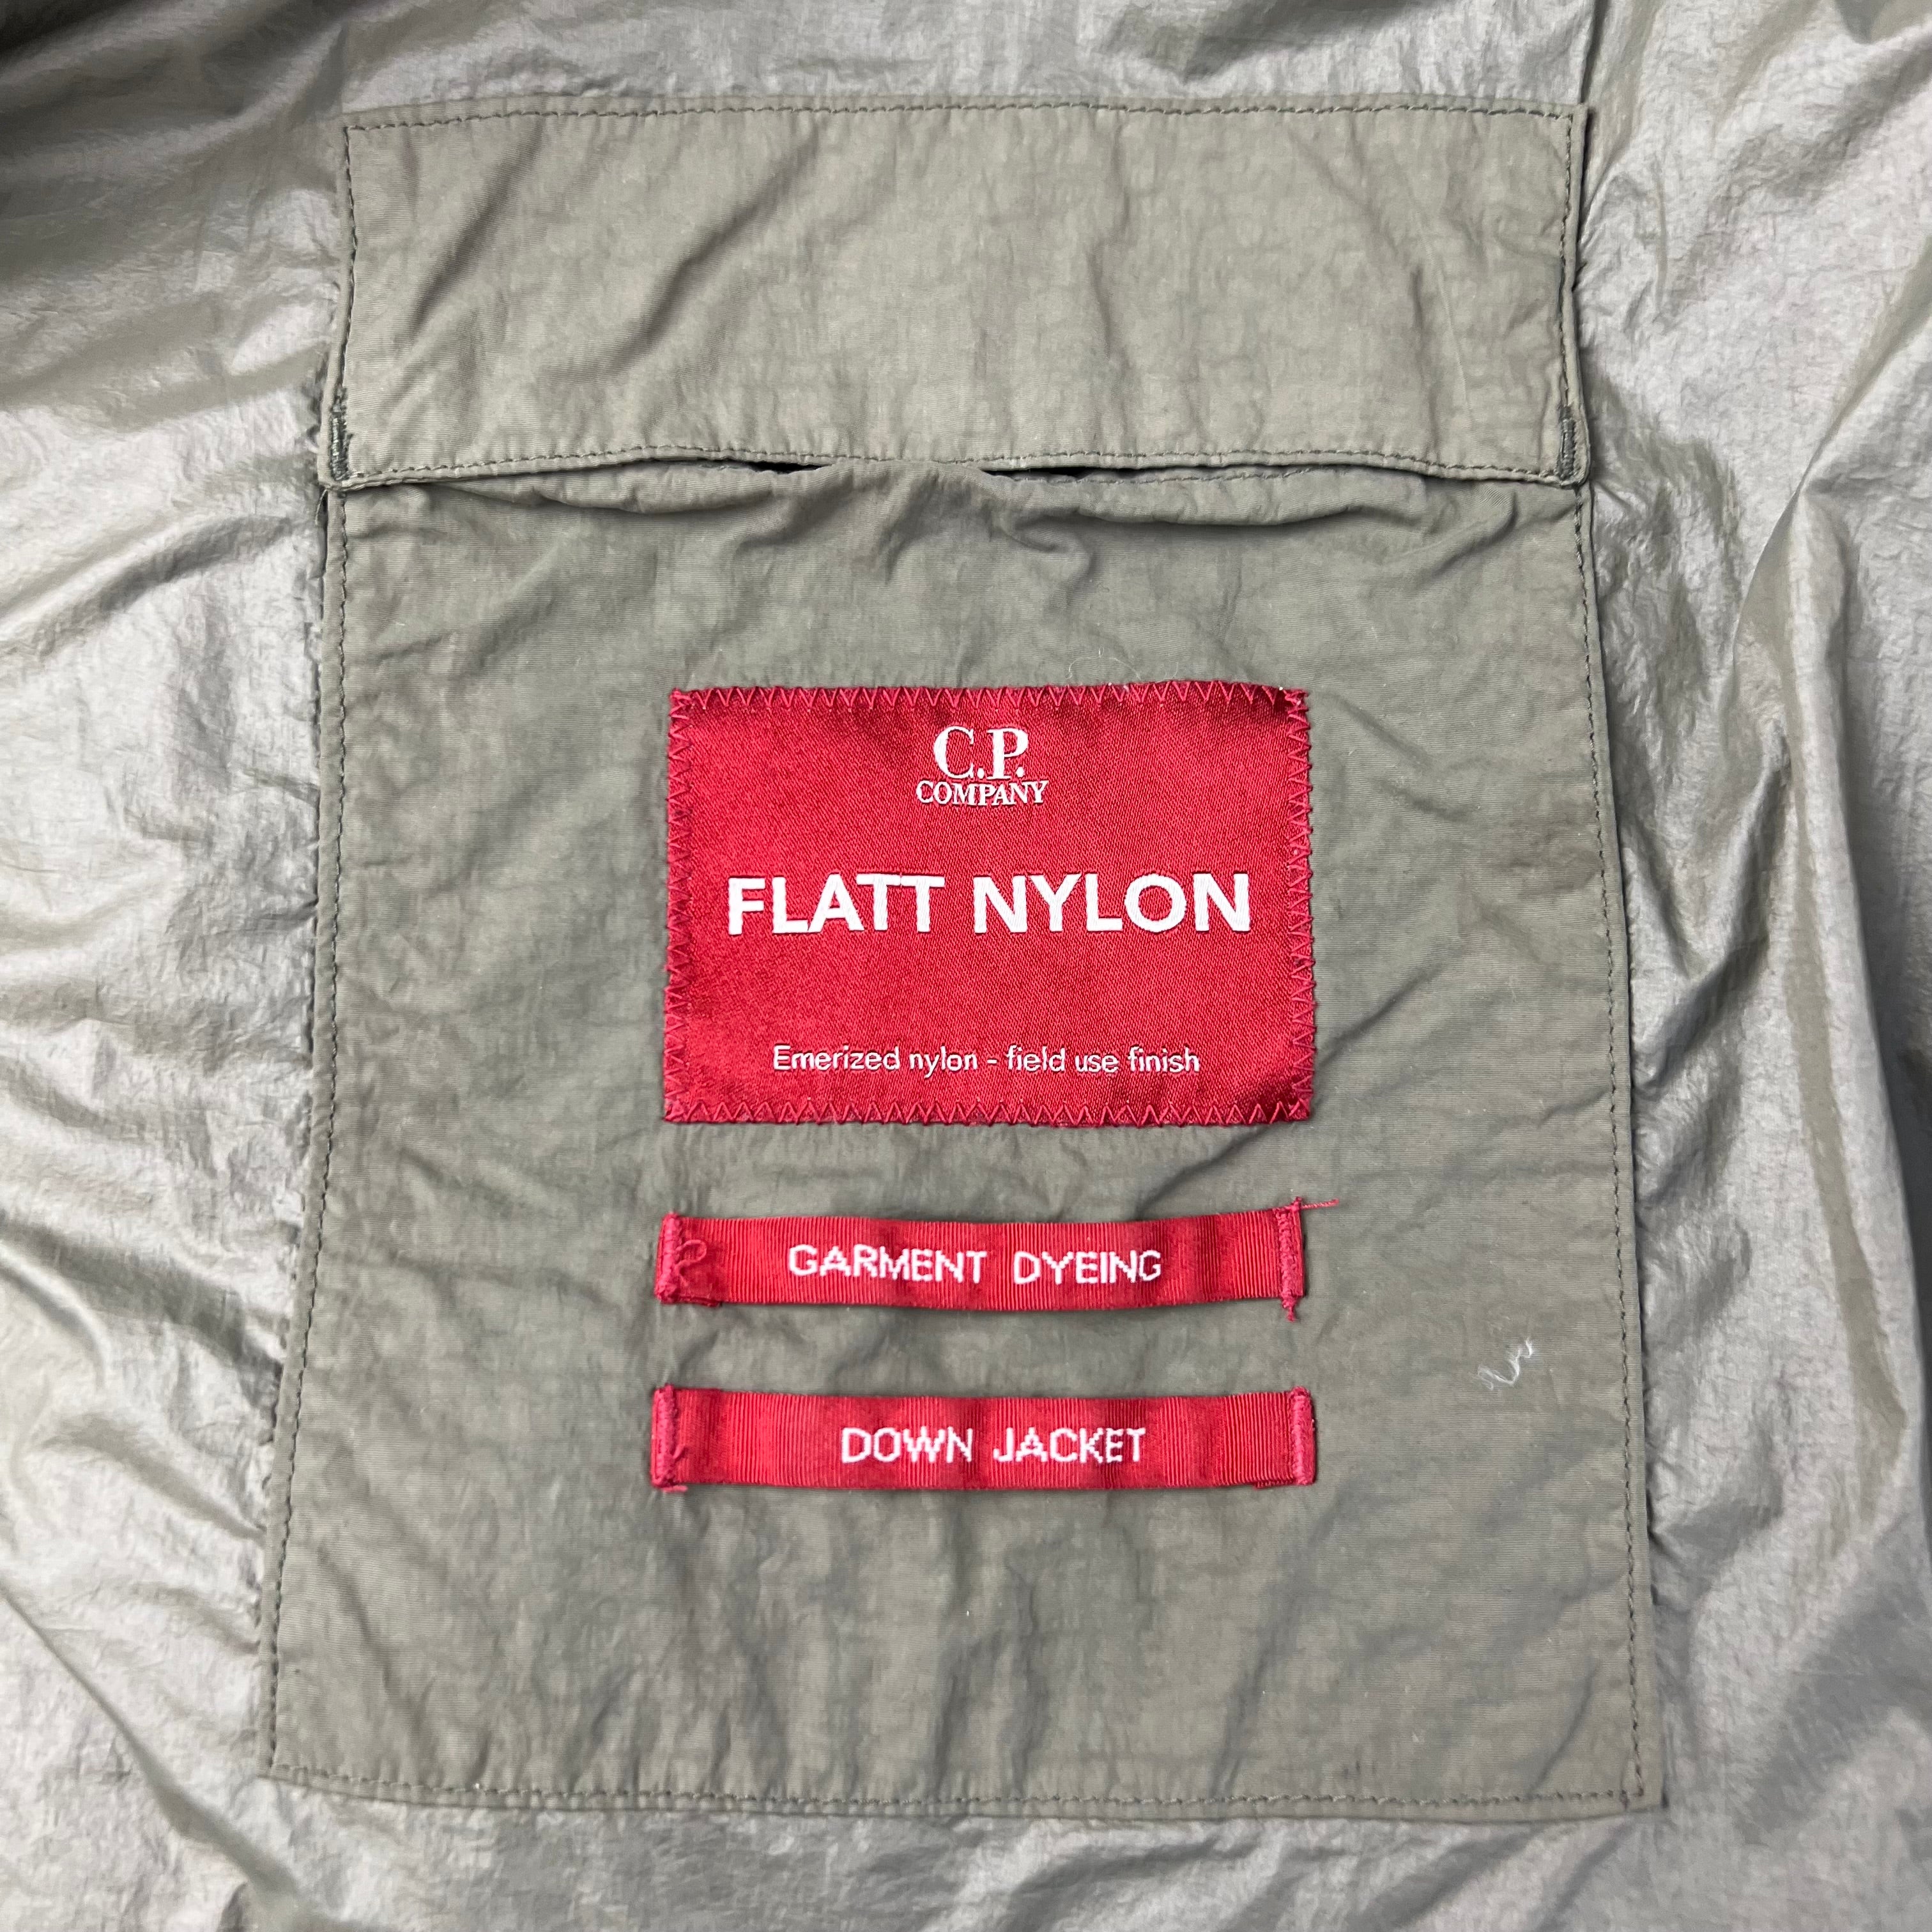 C.P.
COMPANY
FLATT NYLON
Emerized nylon - field use finish
GARMENT DYEING
DOWN JACKET